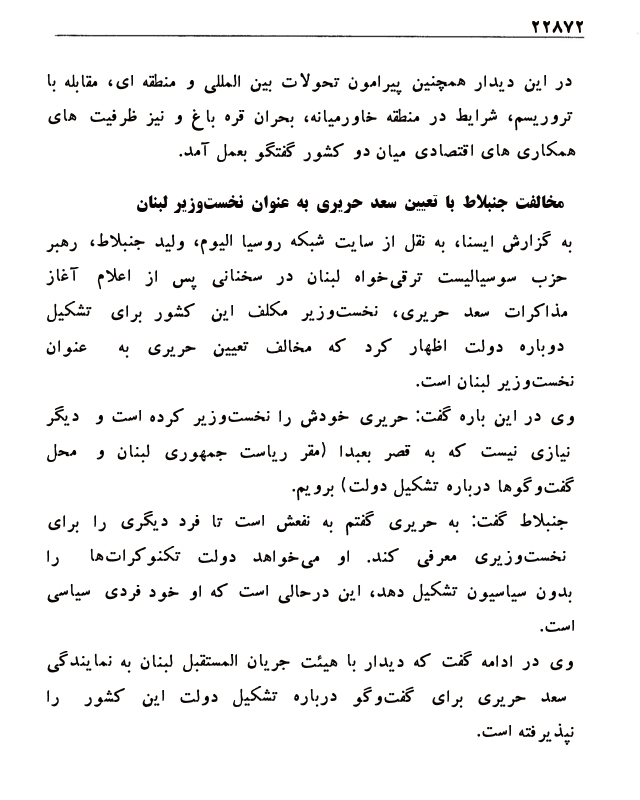 ۲۲۸۷۲
در این دیدار همچنین پیرامون تحولات بین المللی و منطقه ای، مقابله با
تروریسم، شرایط در منطقه خاورمیانه، بحران قره باغ و نیز ظرفیت های
همکاری های اقتصادی میان دو کشور گفتگو بعمل آمد.
مخالفت جنبلاط با تعیین سعد حریری به عنوان نخست‌وزیر لبنان
به گزارش ایسنا، به نقل از سایت شبکه روسیا الیوم، ولید جنبلاط، رهبر
حزب سوسیالیست ترقی‌خواه لبنان در سخنانی پس از اعلام آغاز
مذاکرات سعد حریری، نخست‌وزیر مکلف این کشور برای تشکیل
دوباره دولت اظهار کرد که مخالف تعیین حریری به عنوان
نخست‌وزیر لبنان است.
وی در این باره گفت: حریری خودش را نخست‌وزیر کرده است و دیگر
نیازی نیست که به قصر بعبدا (مقر ریاست جمهوری لبنان و محل
گفت‌وگوها درباره تشکیل دولت) برویم.
جنبلاط گفت: به حریری گفتم به نفعش است تا فرد دیگری را برای
نخست‌وزیری معرفی کند. او می‌خواهد دولت تکنوکرات‌ها را
بدون سیاسیون تشکیل دهد، این درحالی است که او خود فردی سیاسی
است.
وی در ادامه گفت که دیدار با هیئت جریان المستقبل لبنان به نمایندگی
سعد حریری برای گفت‌وگو درباره تشکیل دولت این کشور را
نپذیرفته است.